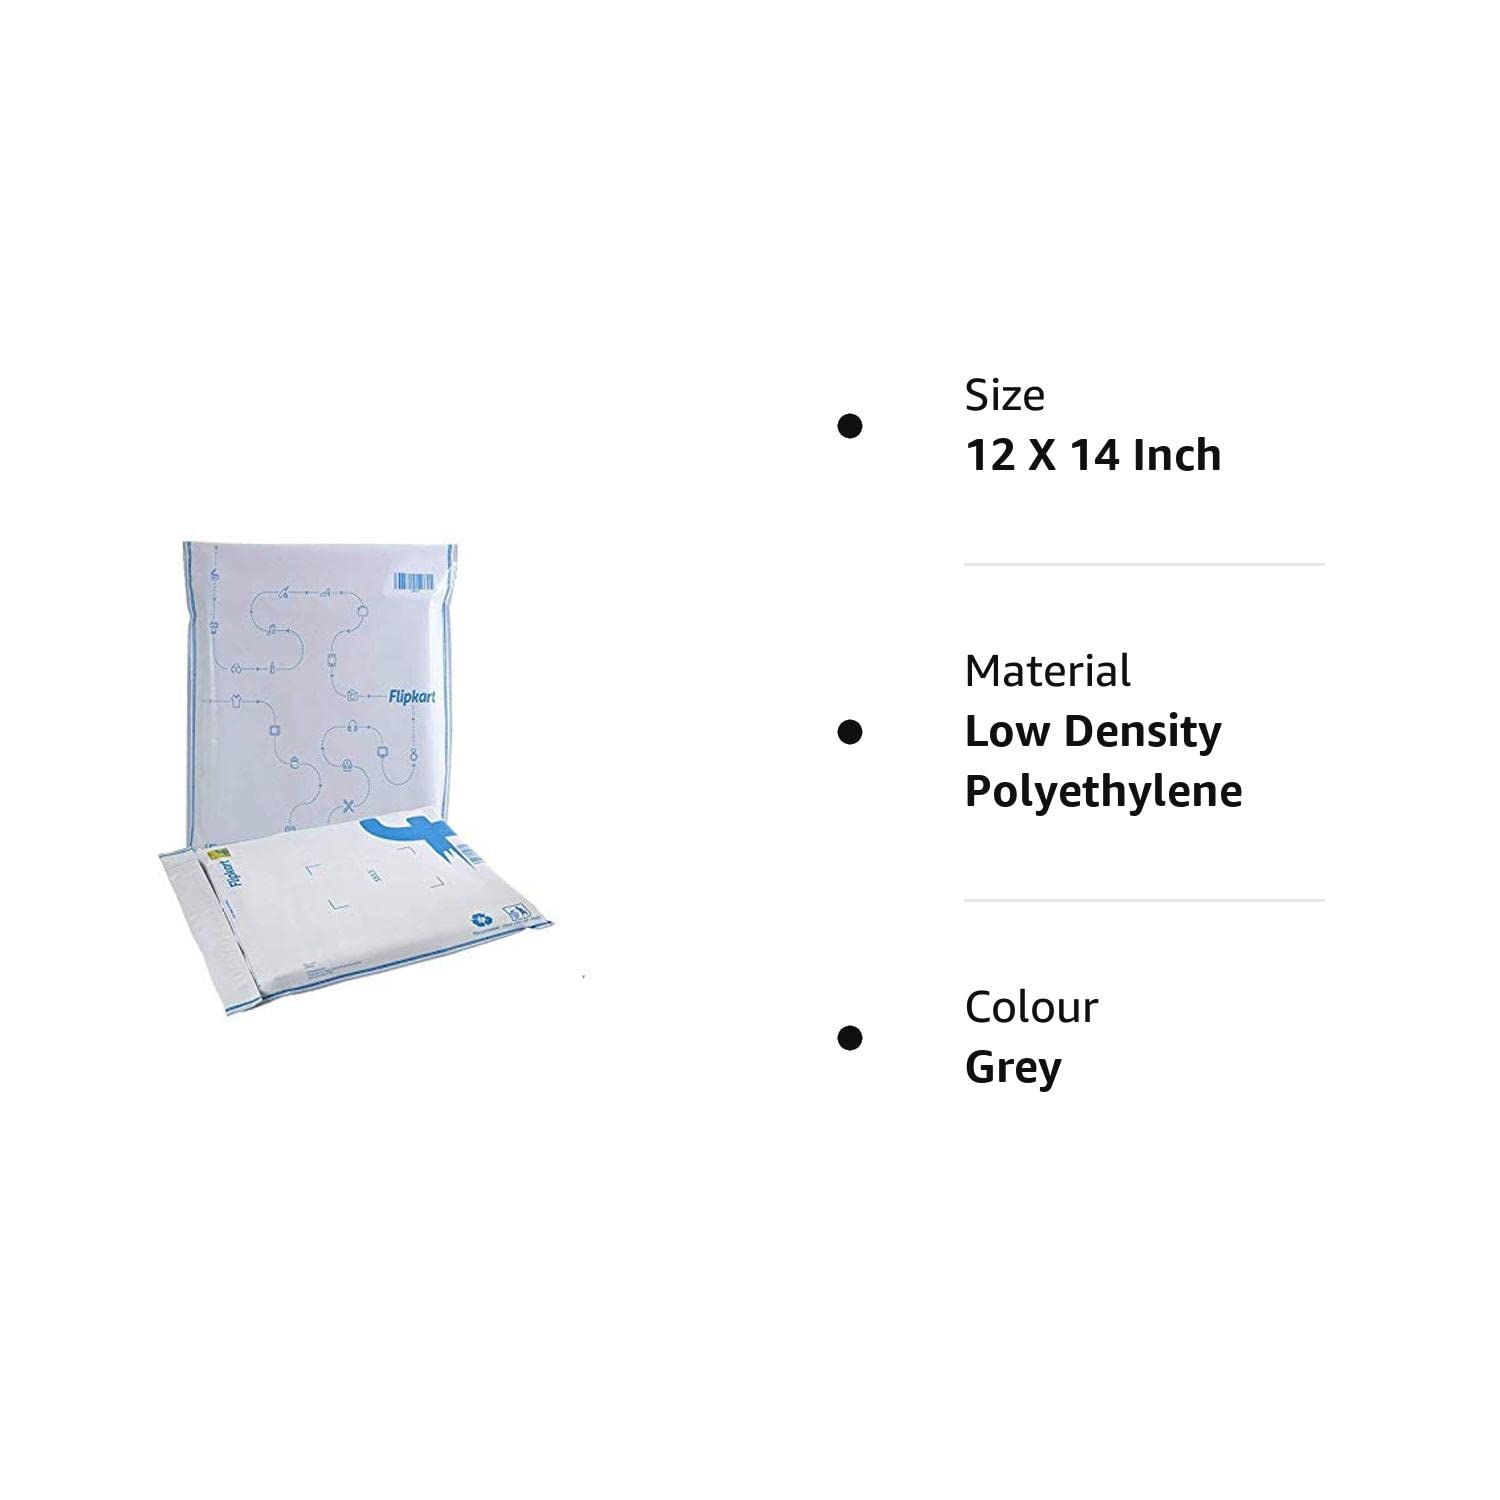 Flipkart
Flipkart
Size
12 X 14 Inch
Material
Low Density
Polyethylene
Colour
Grey